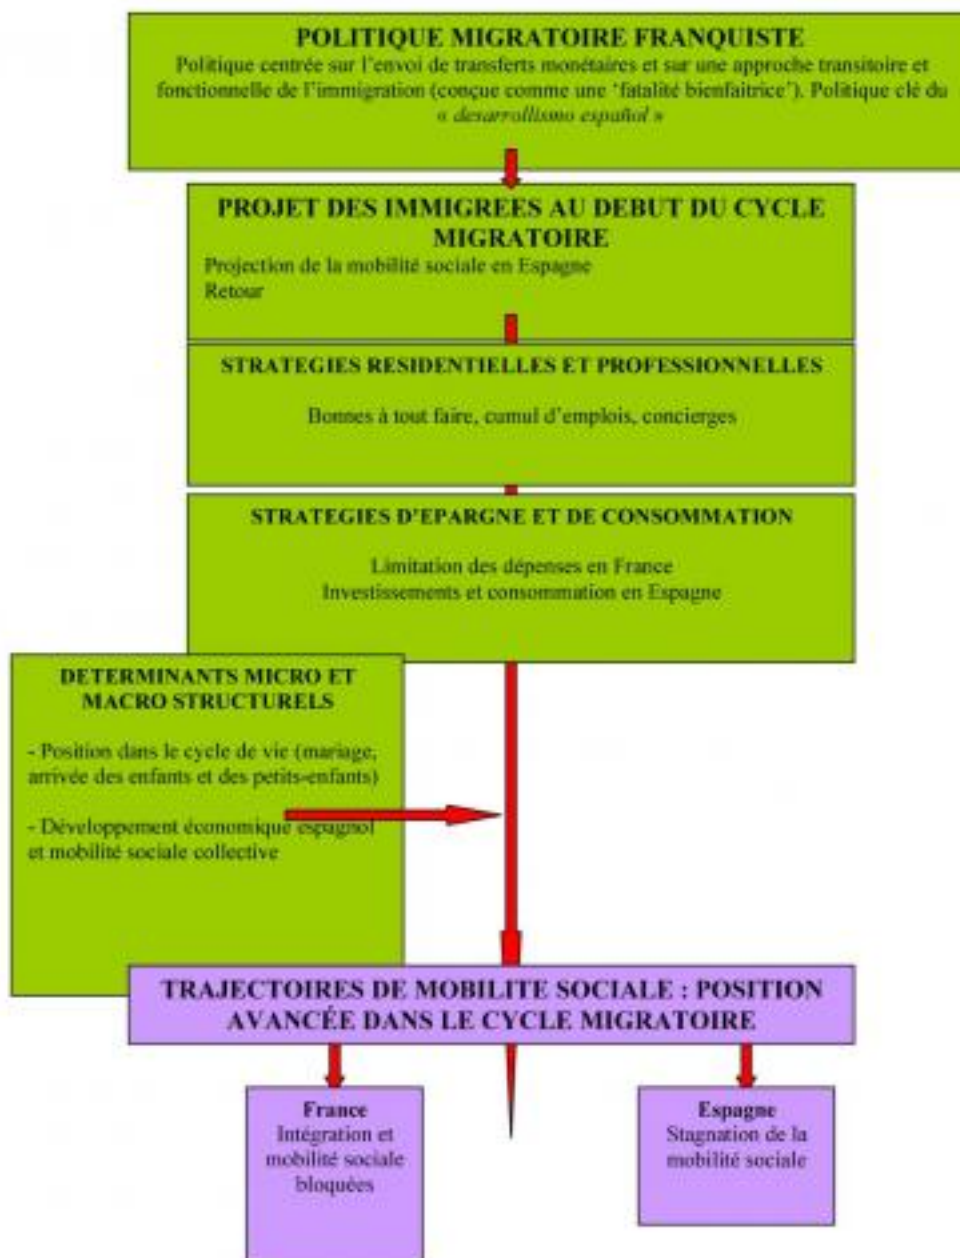 POLITIQUE MIGRATOIRE FRANQUISTE
Politique centrée sur l'envoi de transferts monétaires et sur une approche transitoire et
fonctionnelle de l'immigration (conçue comme une 'fatalité bienfaitrice'). Politique clé du
« desarrollismo español »
PROJET DES IMMIGREES AU DEBUT DU CYCLE
MIGRATOIRE
Projection de la mobilité sociale en Espagne
Retour
STRATEGIES RESIDENTIELLES ET PROFESSIONNELLES
Bonnes à tout faire, cumul d'emplois, concierges
STRATEGIES D'EPARGNE ET DE CONSOMMATION
Limitation des dépenses en France
Investissements et consommation en Espagne
DETERMINANTS MICRO ET
MACRO STRUCTURELS
- Position dans le cycle de vie (mariage,
arrivée des enfants et des petits-enfants)
- Développement économique espagnol
et mobilité sociale collective
TRAJECTOIRES DE MOBILITE SOCIALE : POSITION
AVANCÉE DANS LE CYCLE MIGRATOIRE
France
Intégration et
mobilité sociale
bloquées
Espagne
Stagnation de la
mobilité sociale